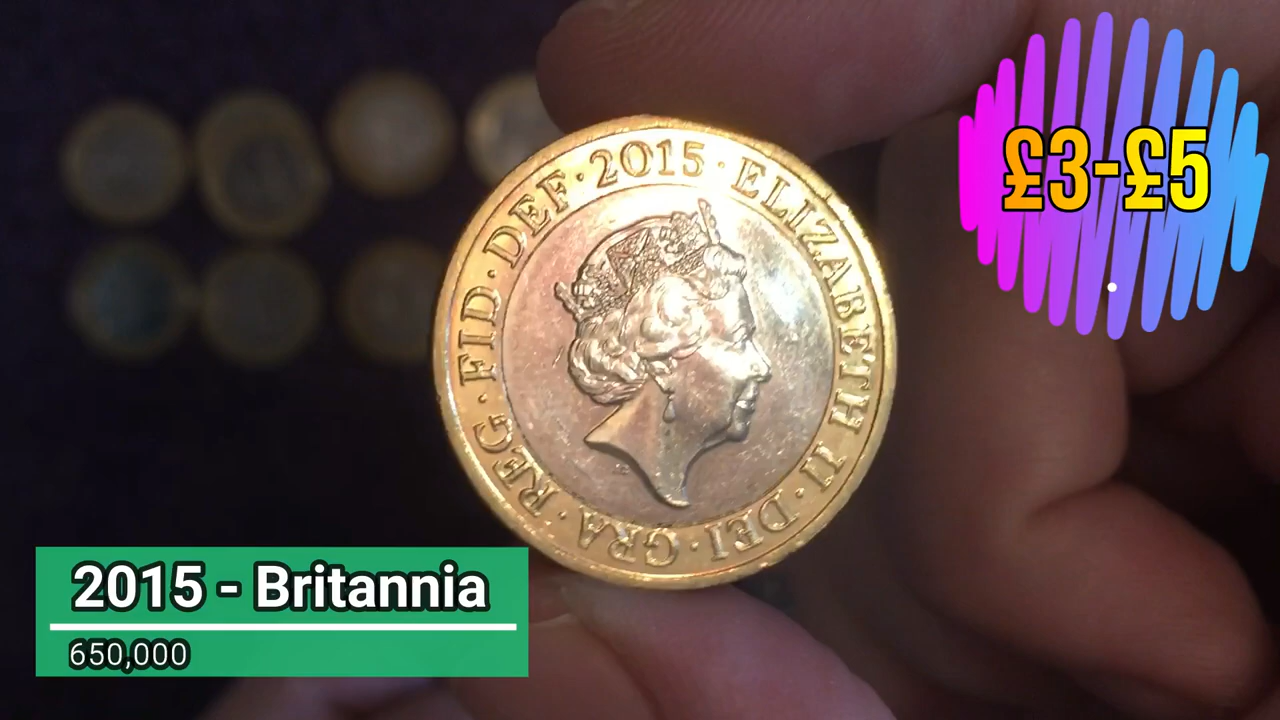 £3-£5
· 2015 · ELIZABETH II · DEI · GRA · REG · FID · DEF
2015 - Britannia
650,000